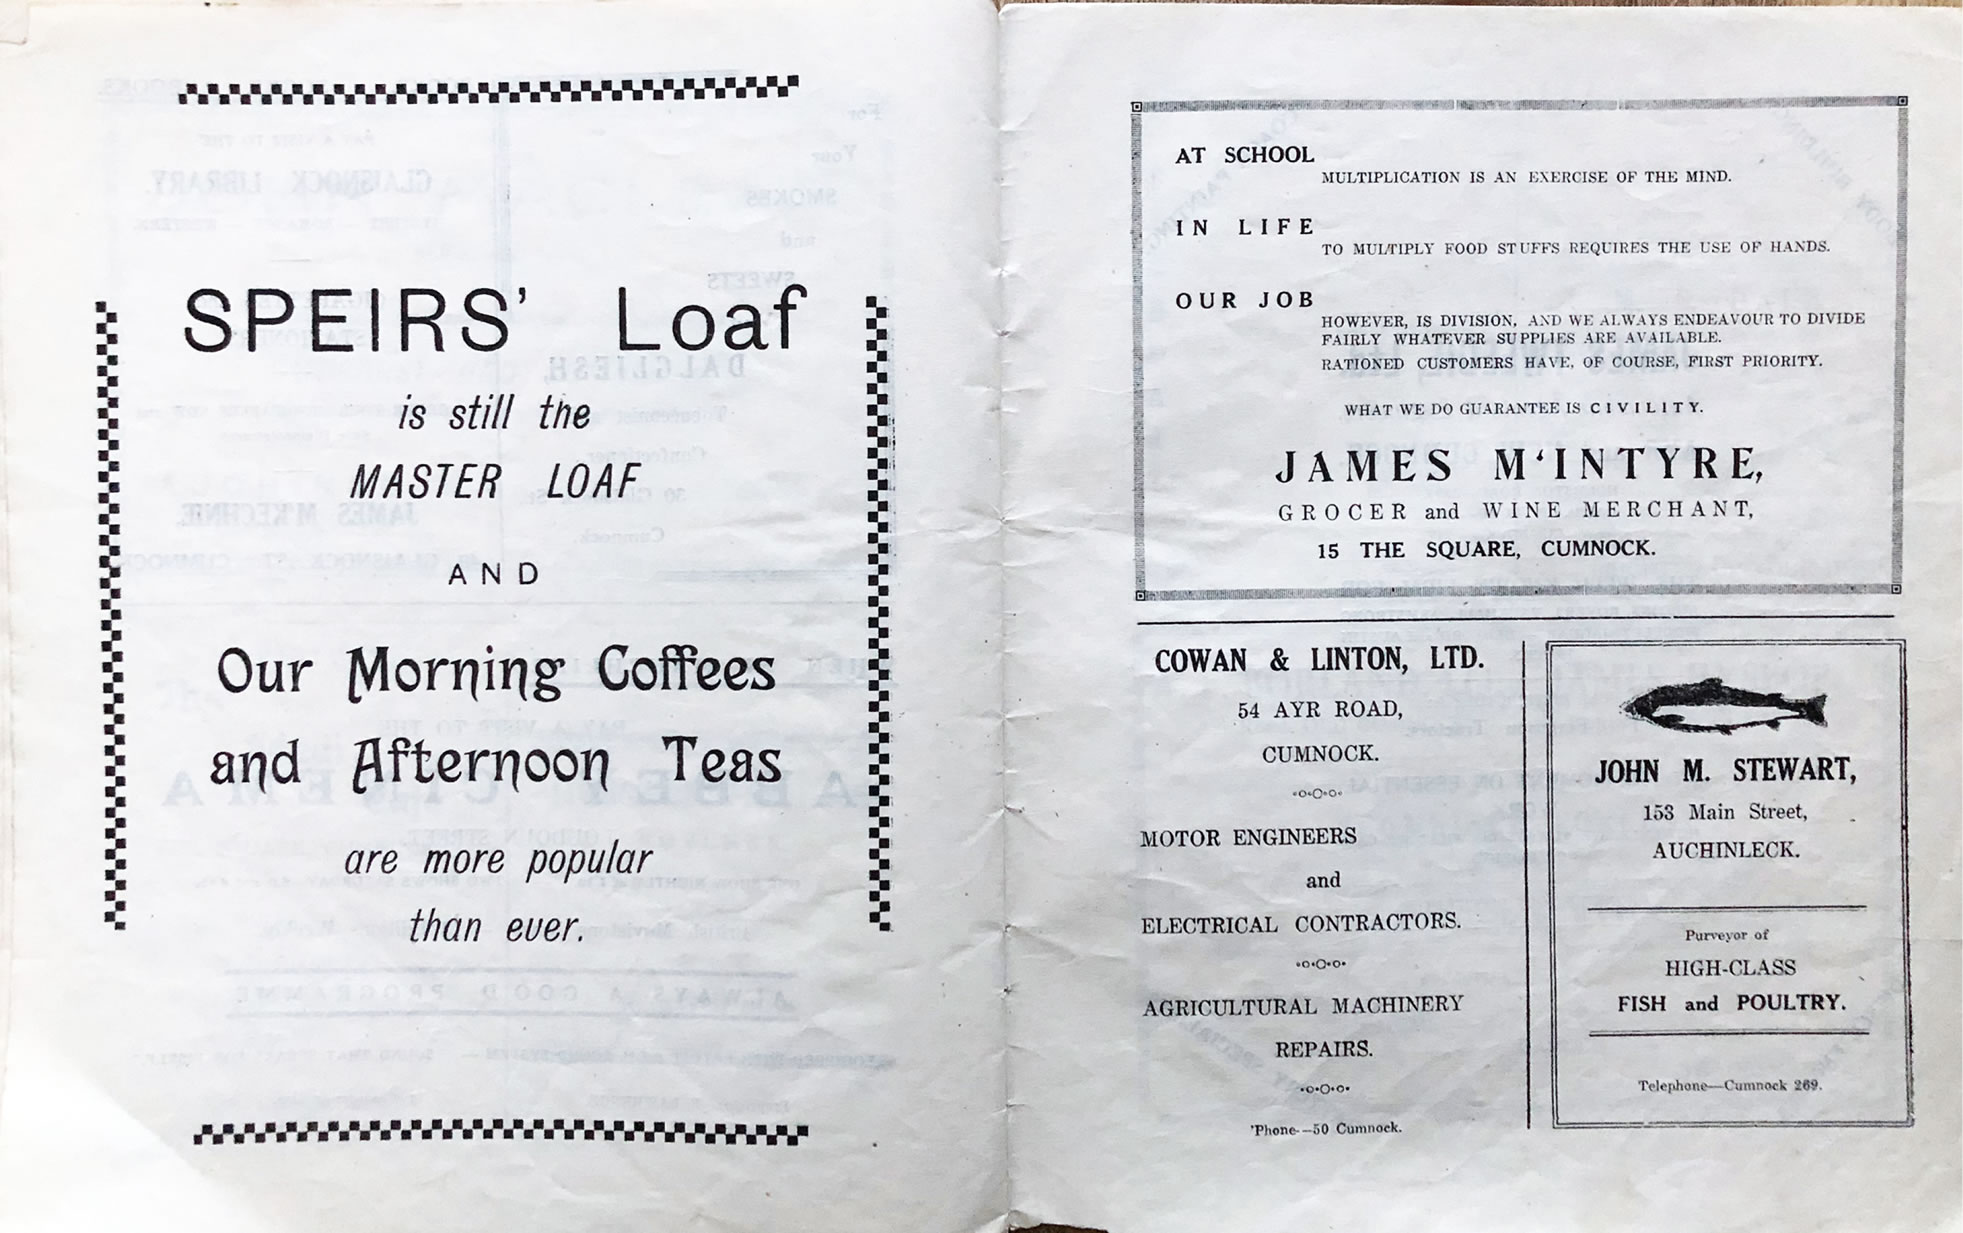 SPEIRS' Loaf
is still the
MASTER LOAF
AND
Our Morning Coffees
and Afternoon Teas
are more popular
than ever.
AT SCHOOL
MULTIPLICATION IS AN EXERCISE OF THE MIND.
IN LIFE
TO MULTIPLY FOOD STUFFS REQUIRES THE USE OF HANDS.
OUR JOB
HOWEVER, IS DIVISION, AND WE ALWAYS ENDEAVOUR TO DIVIDE
FAIRLY WHATEVER SUPPLIES ARE AVAILABLE.
RATIONED CUSTOMERS HAVE, OF COURSE, FIRST PRIORITY.
WHAT WE DO GUARANTEE IS CIVILITY.
JAMES M'INTYRE,
GROCER and WINE MERCHANT,
15 THE SQUARE, CUMNOCK.
COWAN & LINTON, LTD.
54 AYR ROAD,
CUMNOCK.
MOTOR ENGINEERS
and
ELECTRICAL CONTRACTORS.
AGRICULTURAL MACHINERY
REPAIRS.
'Phone--50 Cumnock.
JOHN M. STEWART,
153 Main Street,
AUCHINLECK.
Purveyor of
HIGH-CLASS
FISH and POULTRY.
Telephone—Cumnock 269.